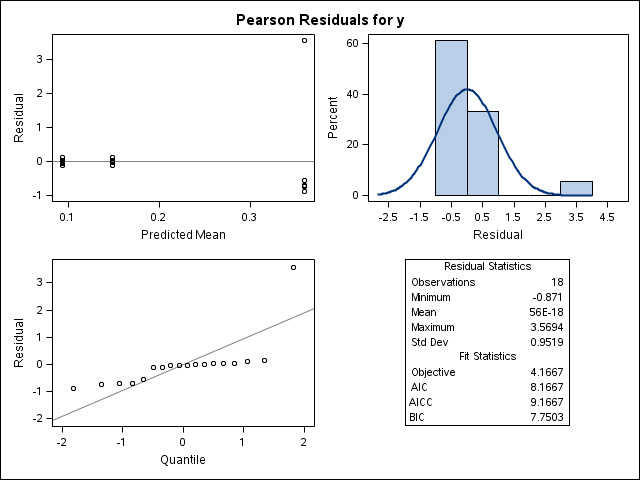 Pearson Residuals for y
Residual
3
2
1
0
-1
0.1 0.2 0.3
Predicted Mean
Percent
60
40
20
0
-2.5 -1.5 -0.5 0.5 1.5 2.5 3.5 4.5
Residual
Residual
3
2
1
0
-1
-2
-2 -1 0 1 2
Quantile
Residual Statistics
Observations 18
Minimum -0.871
Mean 56E-18
Maximum 3.5694
Std Dev 0.9519
Fit Statistics
Objective 4.1667
AIC 8.1667
AICC 9.1667
BIC 7.7503